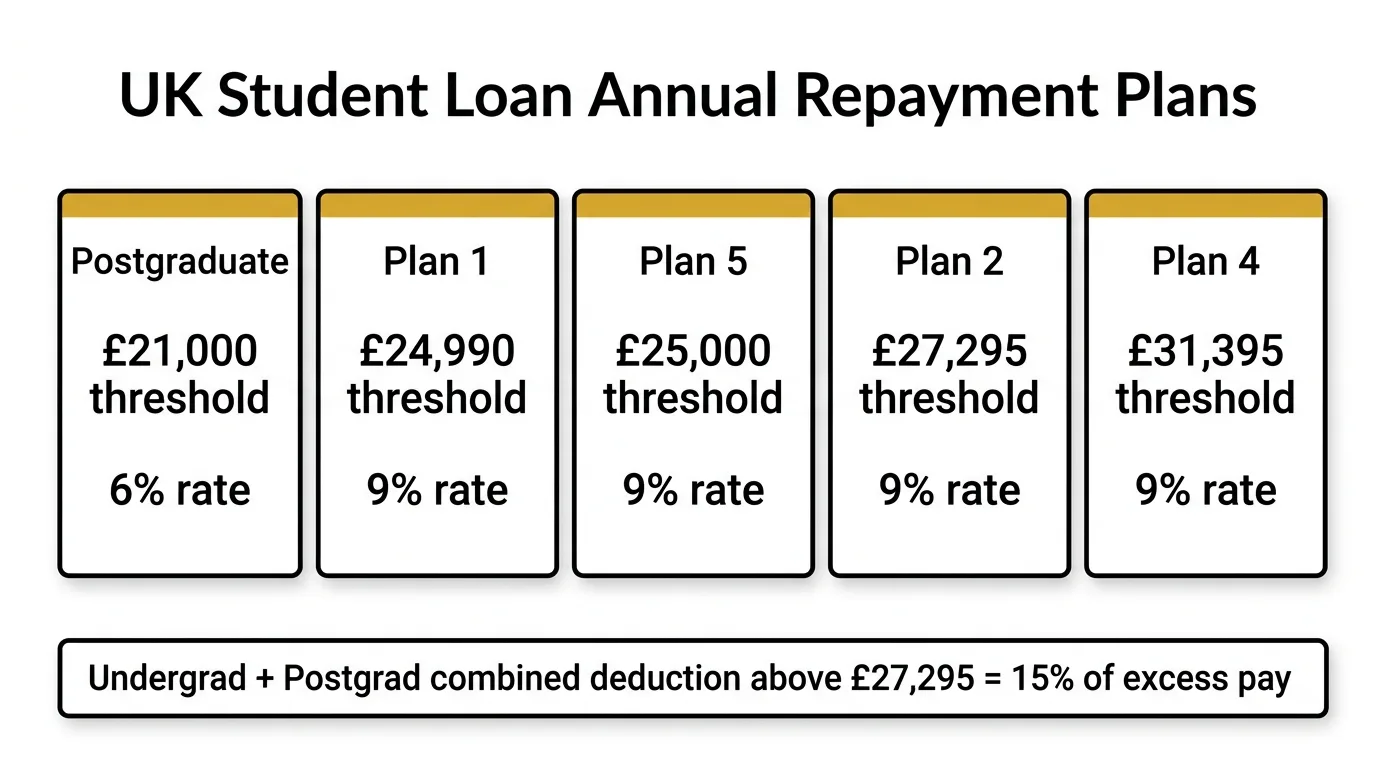 UK Student Loan Annual Repayment Plans
Postgraduate
£21,000
threshold
6% rate
Plan 1
£24,990
threshold
9% rate
Plan 5
£25,000
threshold
9% rate
Plan 2
£27,295
threshold
9% rate
Plan 4
£31,395
threshold
9% rate
Undergrad + Postgrad combined deduction above £27,295 = 15% of excess pay